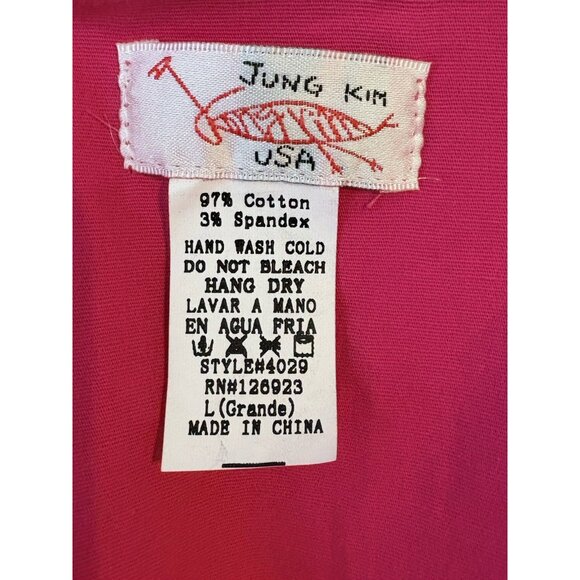 JUNG KIM
USA
97% Cotton
3% Spandex
HAND WASH COLD
DO NOT BLEACH
HANG DRY
LAVAR A MANO
EN AGUA FRIA
STYLE#4029
RN#126923
L(Grande)
MADE IN CHINA